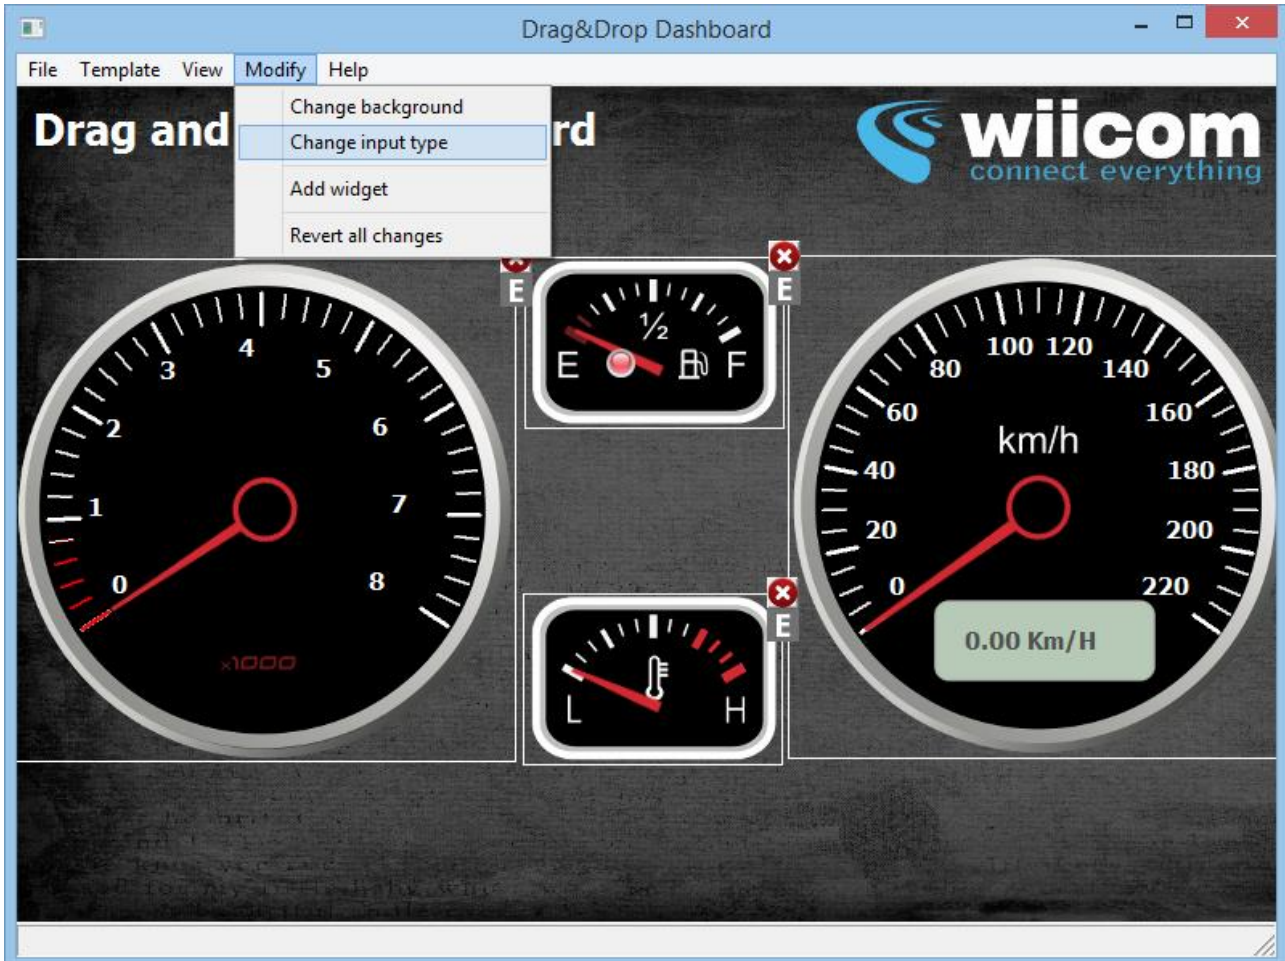 Drag&Drop Dashboard
File Template View Modify Help
Change background
Change input type
Add widget
Revert all changes
Drag and
rd
wiicom
connect everything
E
E
1/2
E F
0 1 2 3 4 5 6 7 8
x1000
E
L H
0 20 40 60 80 100 120 140 160 180 200 220
km/h
0.00 Km/H